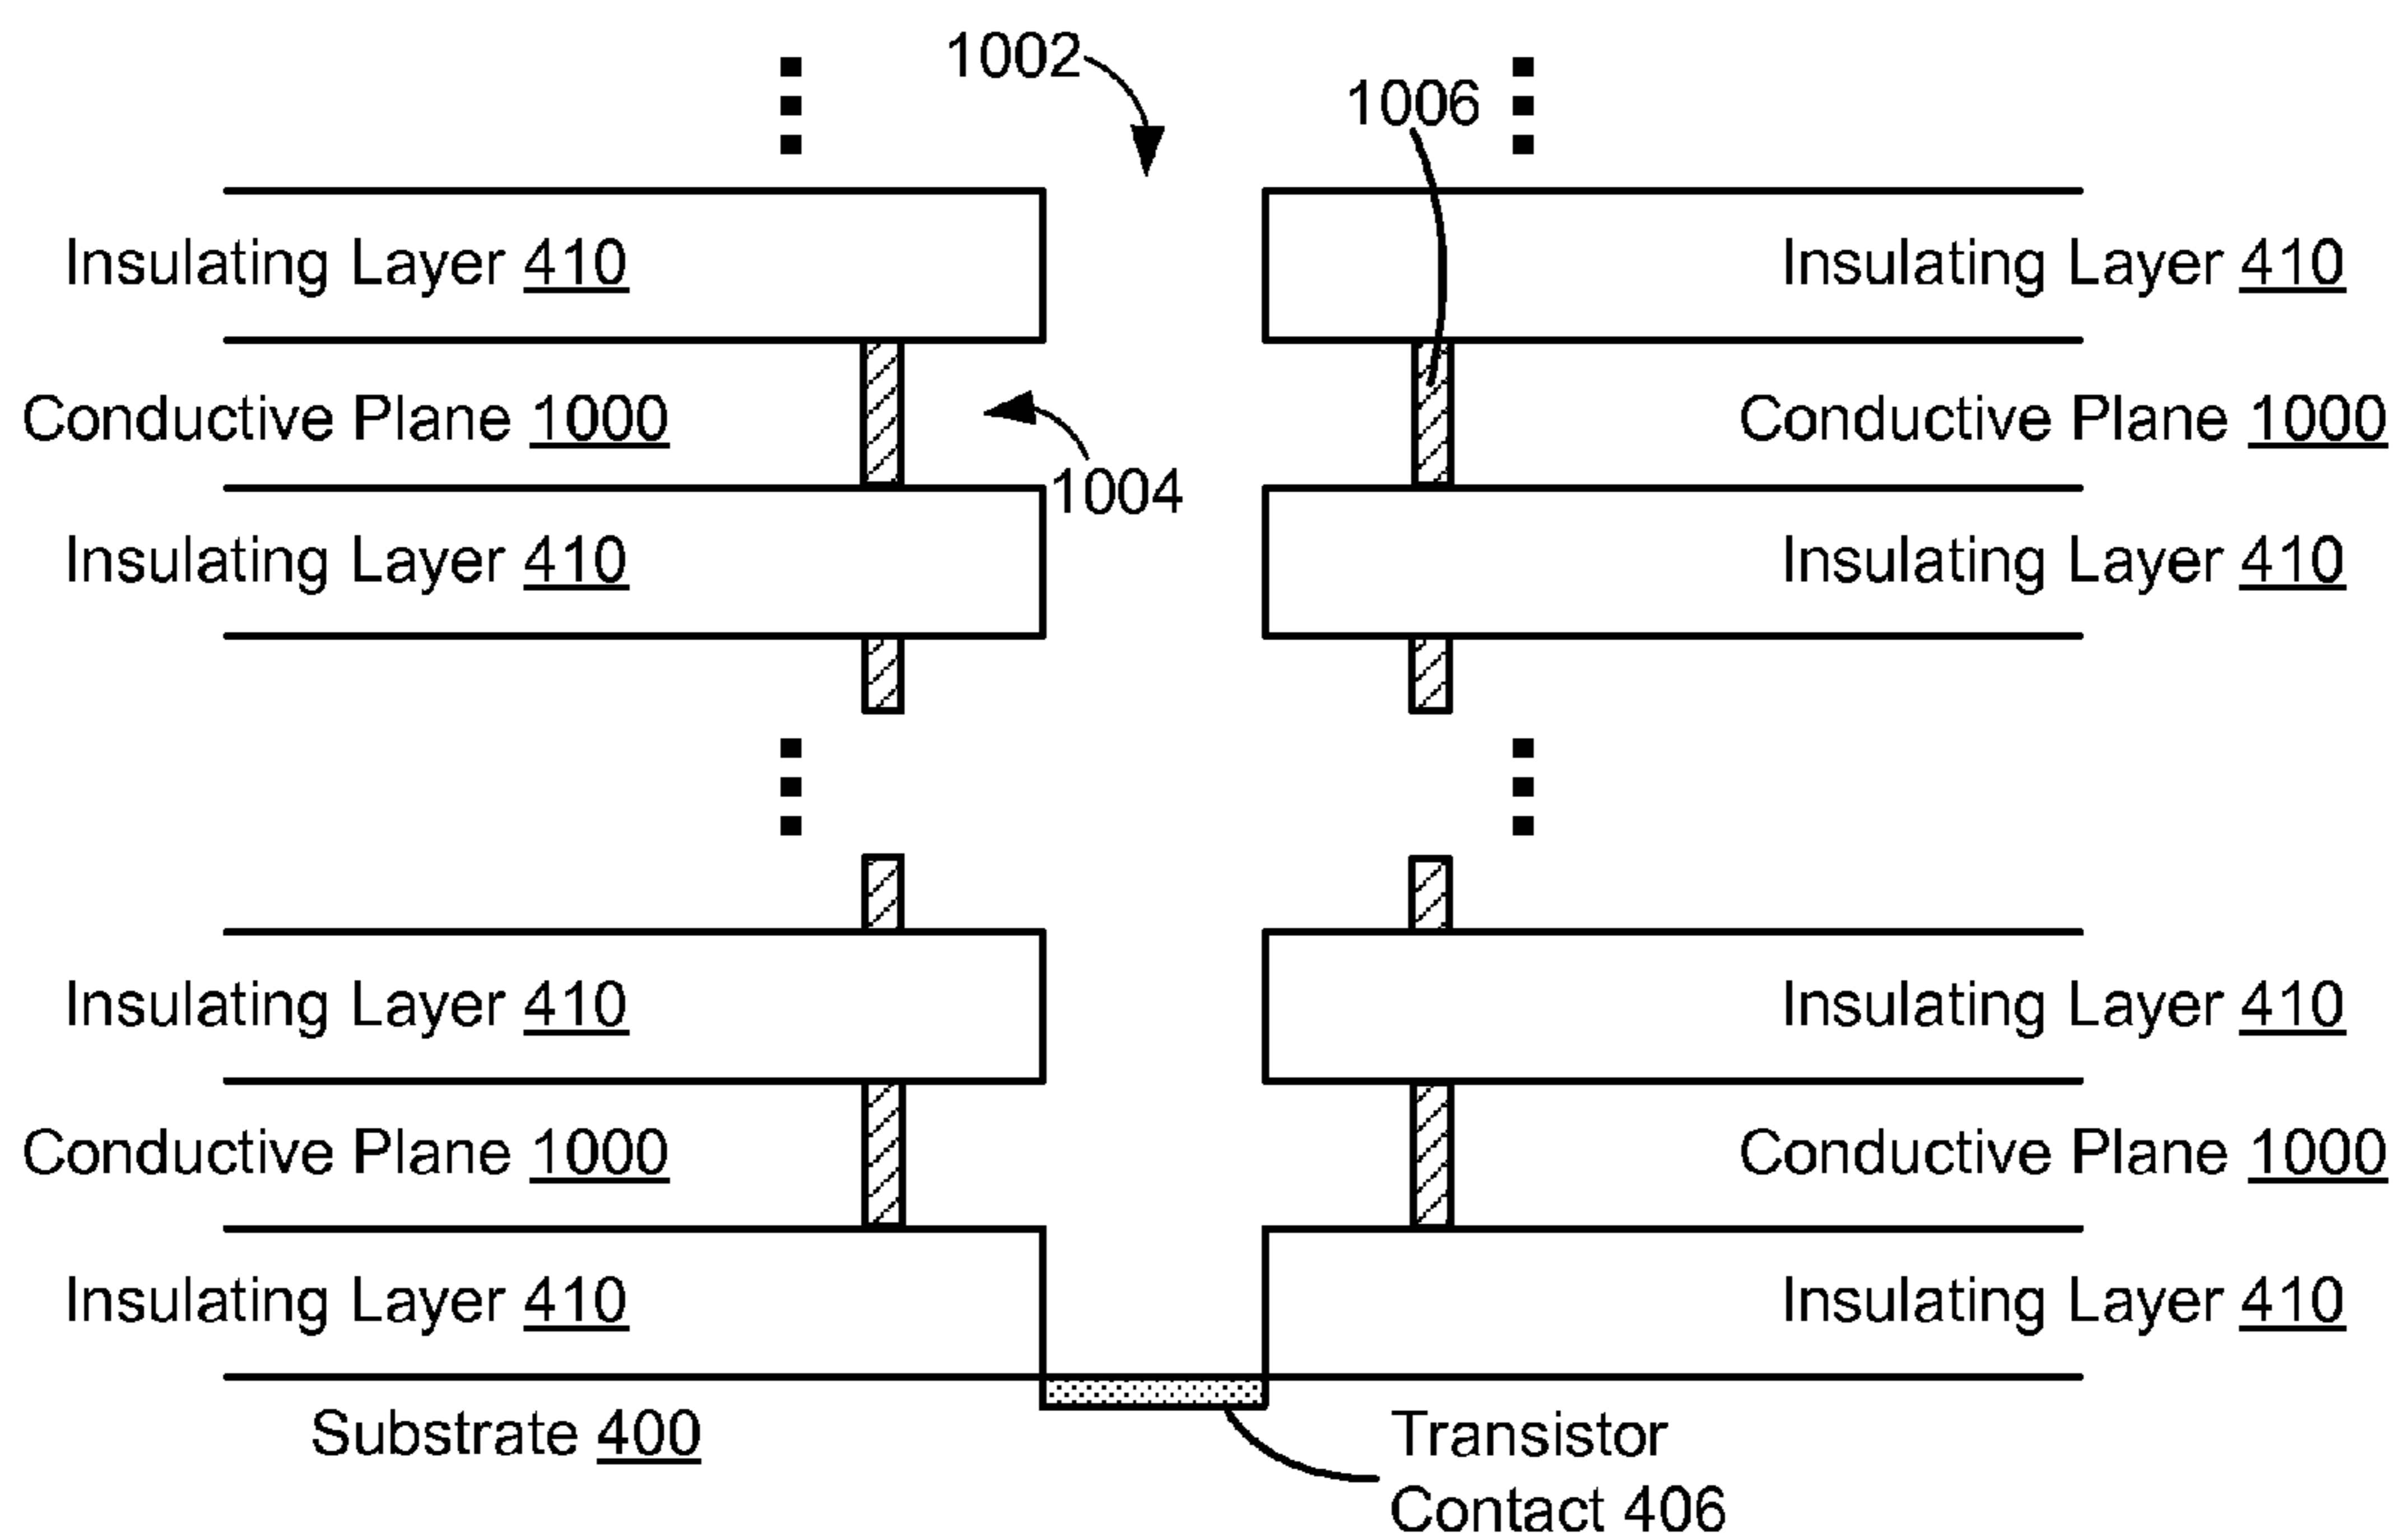 1002
1006
Insulating Layer 410 Insulating Layer 410
Conductive Plane 1000 Conductive Plane 1000
1004
Insulating Layer 410 Insulating Layer 410
Insulating Layer 410 Insulating Layer 410
Conductive Plane 1000 Conductive Plane 1000
Insulating Layer 410 Insulating Layer 410
Substrate 400
Transistor
Contact 406